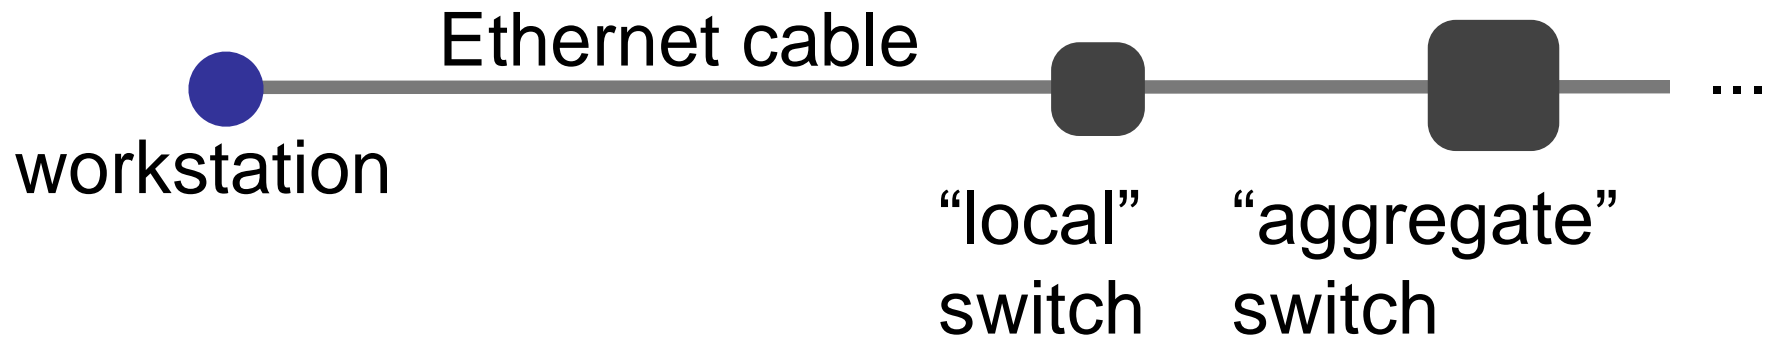 Ethernet cable
...
workstation
“local”
switch
“aggregate”
switch